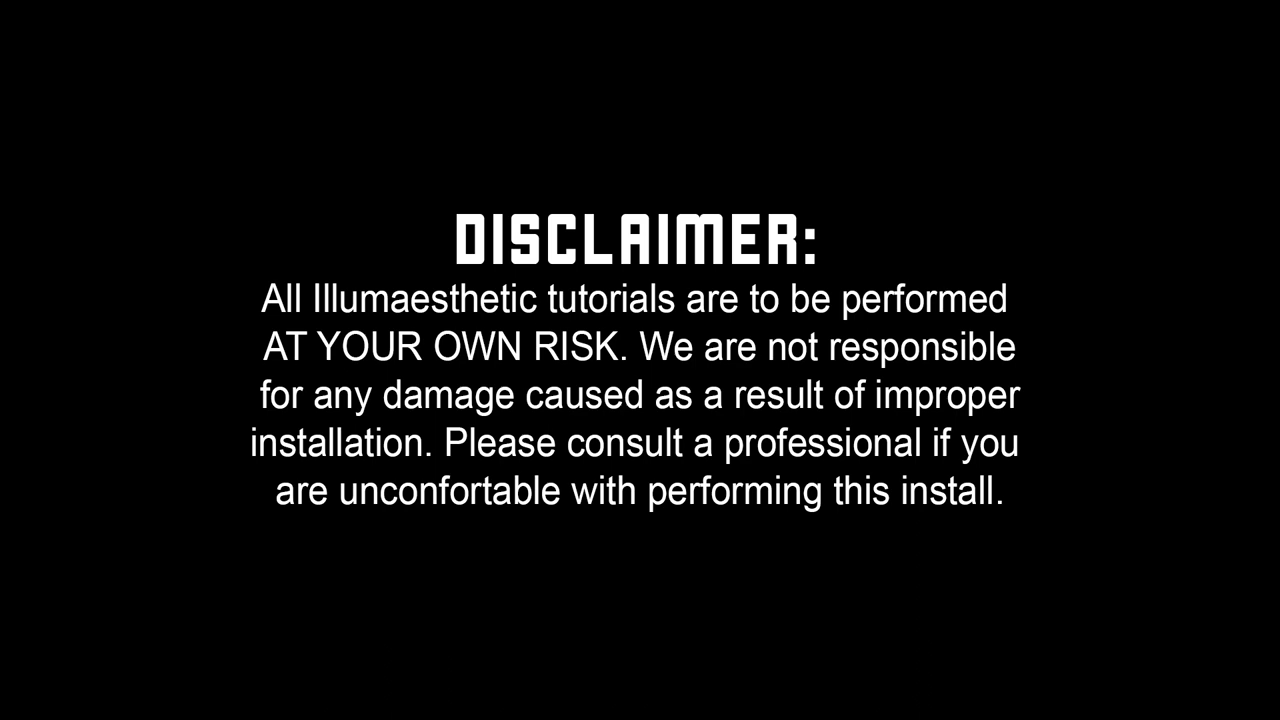 DISCLAIMER:
All Illumaesthetic tutorials are to be performed
AT YOUR OWN RISK. We are not responsible
for any damage caused as a result of improper
installation. Please consult a professional if you
are unconfortable with performing this install.